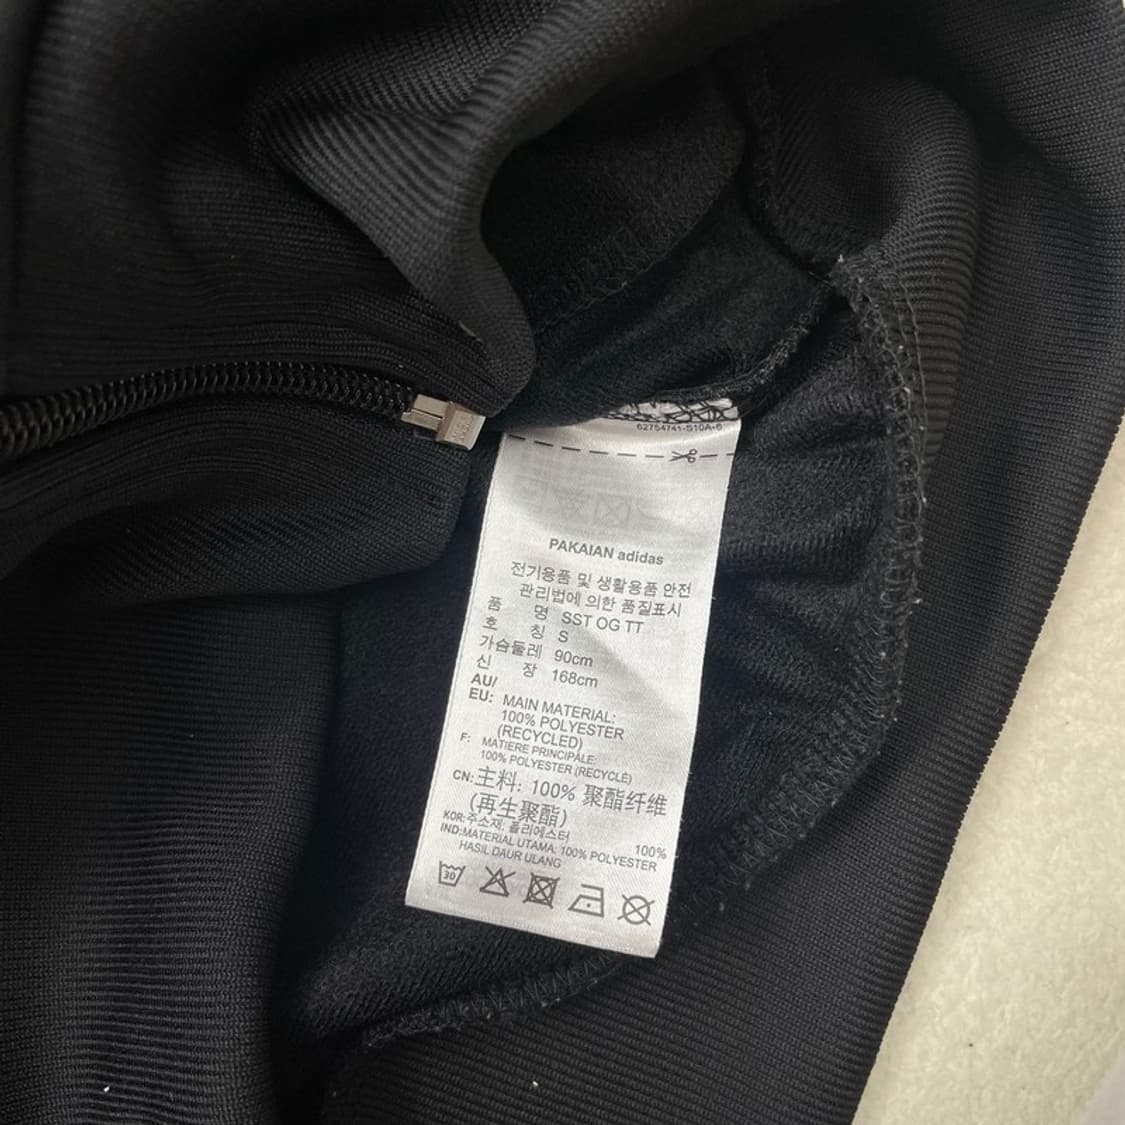 62754741-S10A-6
PAKAIAN adidas
전기용품 및 생활용품 안전
관리법에 의한 품질표시
품 명 SST OG TT
호 칭 S
가슴둘레 90cm
신 장 168cm
AU/
EU: MAIN MATERIAL:
100% POLYESTER
(RECYCLED)
F: MATIERE PRINCIPALE:
100% POLYESTER (RECYCLÉ)
CN: 主料: 100% 聚酯纤维
(再生聚酯)
KOR: 주소재: 폴리에스터 100%
IND: MATERIAL UTAMA: 100% POLYESTER
HASIL DAUR ULANG
30